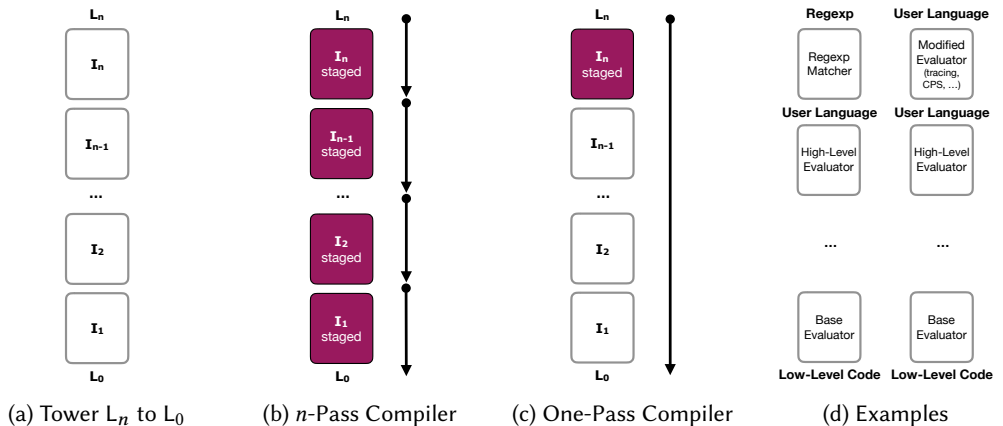 Lₙ
Iₙ
Iₙ₋₁
...
I₂
I₁
L₀
(a) Tower Lₙ to L₀
Lₙ
Iₙ
staged
Iₙ₋₁
staged
...
I₂
staged
I₁
staged
L₀
(b) n-Pass Compiler
Lₙ
Iₙ
staged
Iₙ₋₁
...
I₂
I₁
L₀
(c) One-Pass Compiler
Regexp
Regexp
Matcher
User Language
High-Level
Evaluator
...
Base
Evaluator
Low-Level Code
User Language
Modified
Evaluator
(tracing,
CPS, ...)
User Language
High-Level
Evaluator
...
Base
Evaluator
Low-Level Code
(d) Examples